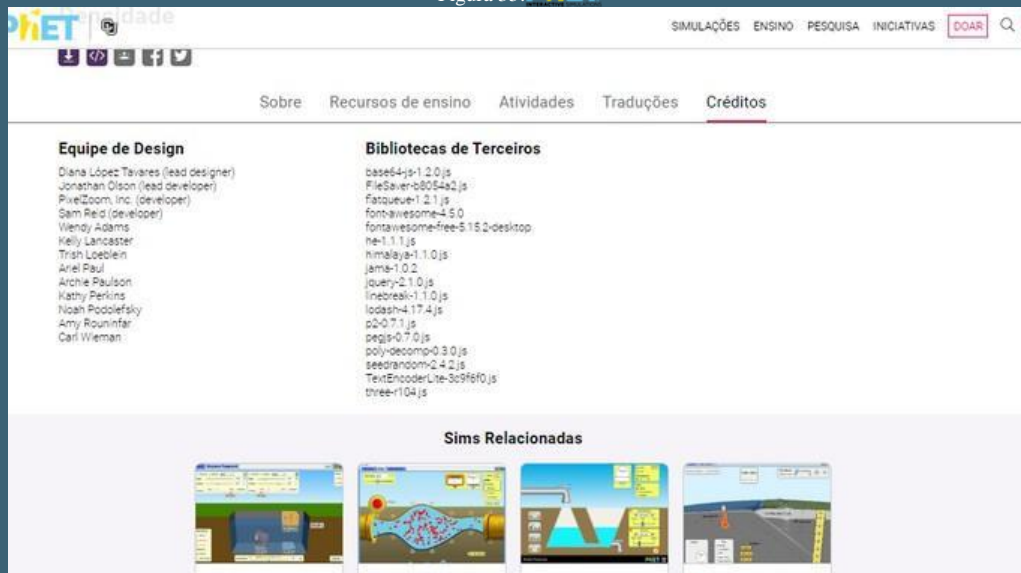 Densidade
PhET
INTERACTIVE SIMULATIONS
SIMULAÇÕES ENSINO PESQUISA INICIATIVAS DOAR
Sobre Recursos de ensino Atividades Traduções Créditos
Equipe de Design
Diana López Tavares (lead designer)
Jonathan Olson (lead developer)
PixelZoom, Inc. (developer)
Sam Reid (developer)
Wendy Adams
Kelly Lancaster
Trish Loeblein
Ariel Paul
Archie Paulson
Kathy Perkins
Noah Podolefsky
Amy Rouninfar
Carl Wieman
Bibliotecas de Terceiros
base64-js-1.2.0.js
FileSaver-b8054a2.js
flatqueue-1.2.1.js
font-awesome-4.5.0
fontawesome-free-5.15.2-desktop
he-1.1.1.js
himalaya-1.1.0.js
jama-1.0.2
jquery-2.1.0.js
linebreak-1.1.0.js
lodash-4.17.4.js
p2-0.7.1.js
pegjs-0.7.0.js
poly-decomp-0.3.0.js
seedrandom-2.4.2.js
TextEncoderLite-3c9f6f0.js
three-r104.js
Sims Relacionadas
PhET